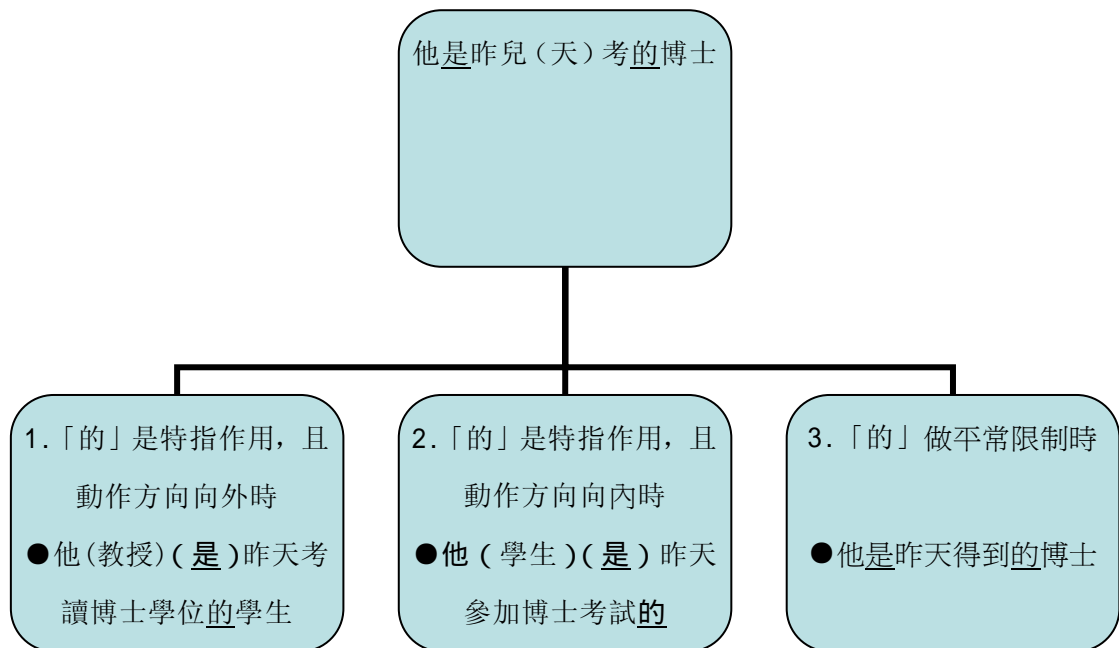 他是昨兒（天）考的博士
1.「的」是特指作用，且
動作方向向外時
●他(教授)(是)昨天考
讀博士學位的學生
2.「的」是特指作用，且
動作方向向內時
●他（學生）(是）昨天
參加博士考試的
3.「的」做平常限制時
●他是昨天得到的博士